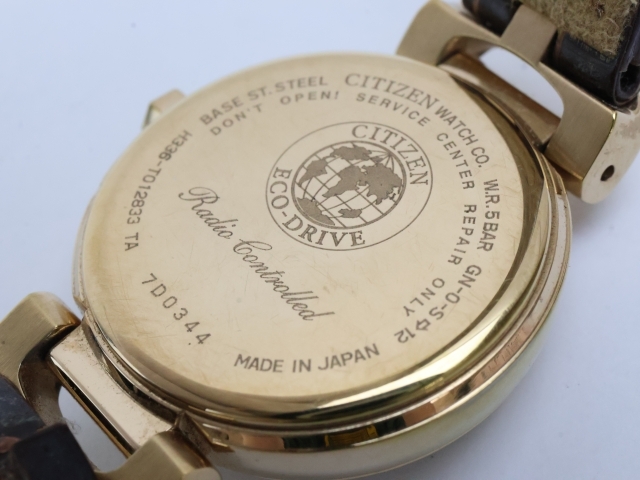 BASE ST. STEEL CITIZEN WATCH CO. W.R.5BAR GN-0-S 12
DON'T OPEN! SERVICE CENTER REPAIR ONLY
H336-T012833 TA
CITIZEN
ECO-DRIVE
Radio Controlled
7D0344
MADE IN JAPAN